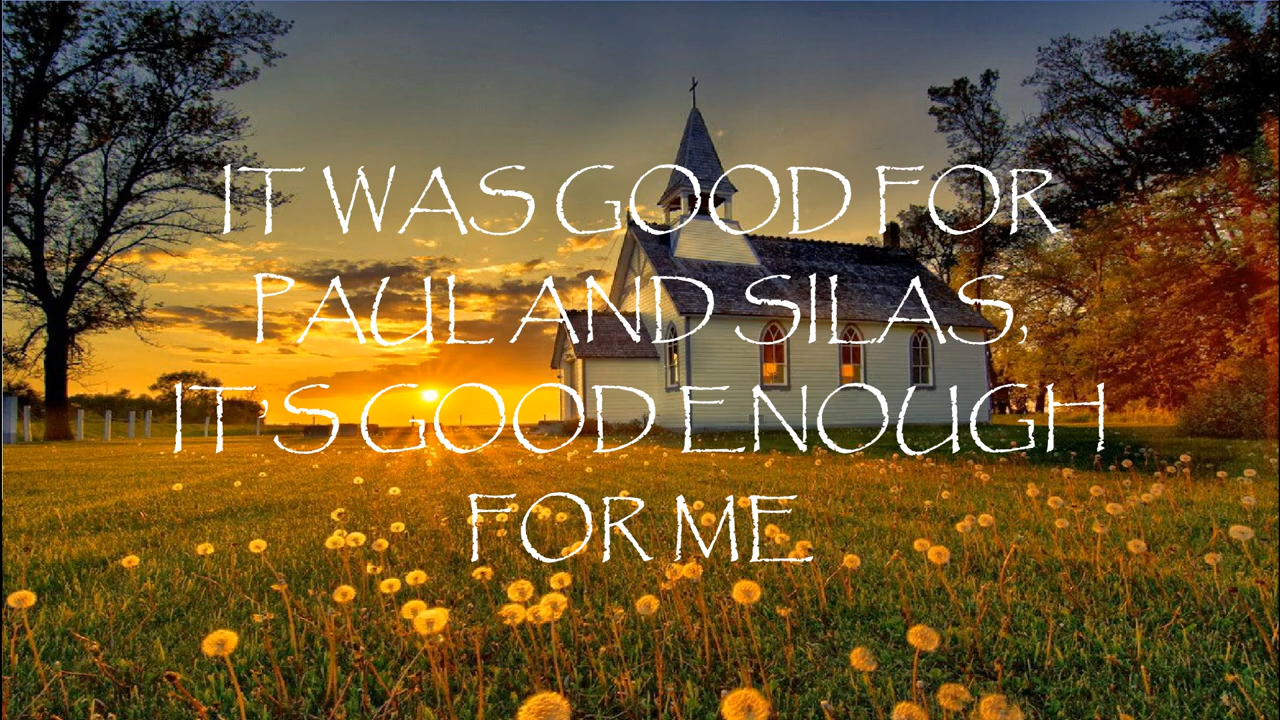 IT WAS GOOD FOR
PAUL AND SILAS,
IT'S GOOD ENOUGH
FOR ME